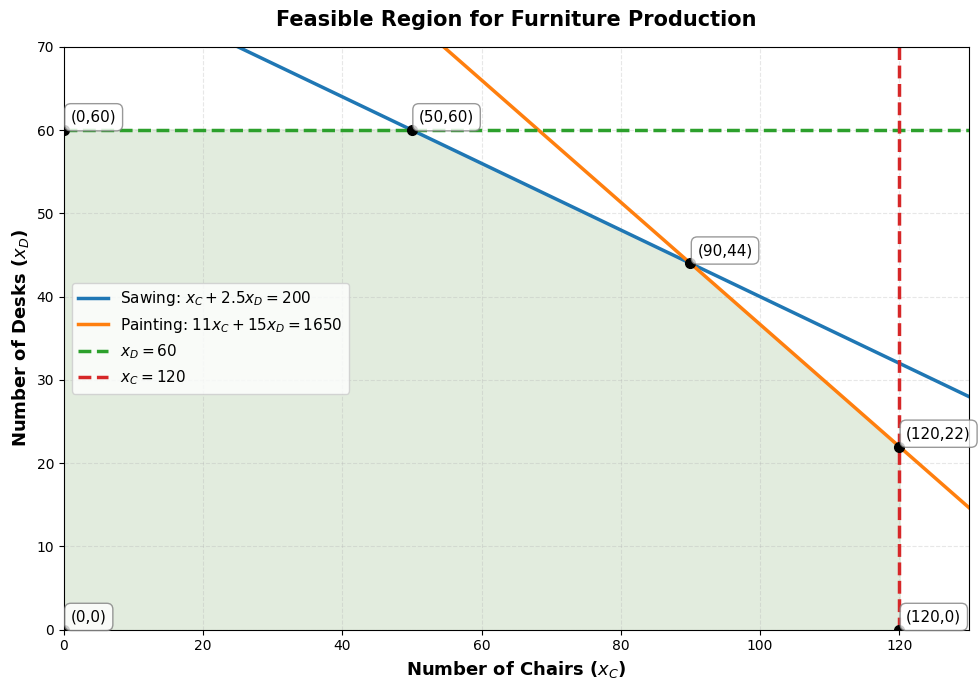 Feasible Region for Furniture Production
Number of Desks (x_D)
70
60
50
40
30
20
10
0
(0,60)
(50,60)
(90,44)
(120,22)
(0,0)
(120,0)
Sawing: x_C + 2.5x_D = 200
Painting: 11x_C + 15x_D = 1650
x_D = 60
x_C = 120
0 20 40 60 80 100 120
Number of Chairs (x_C)